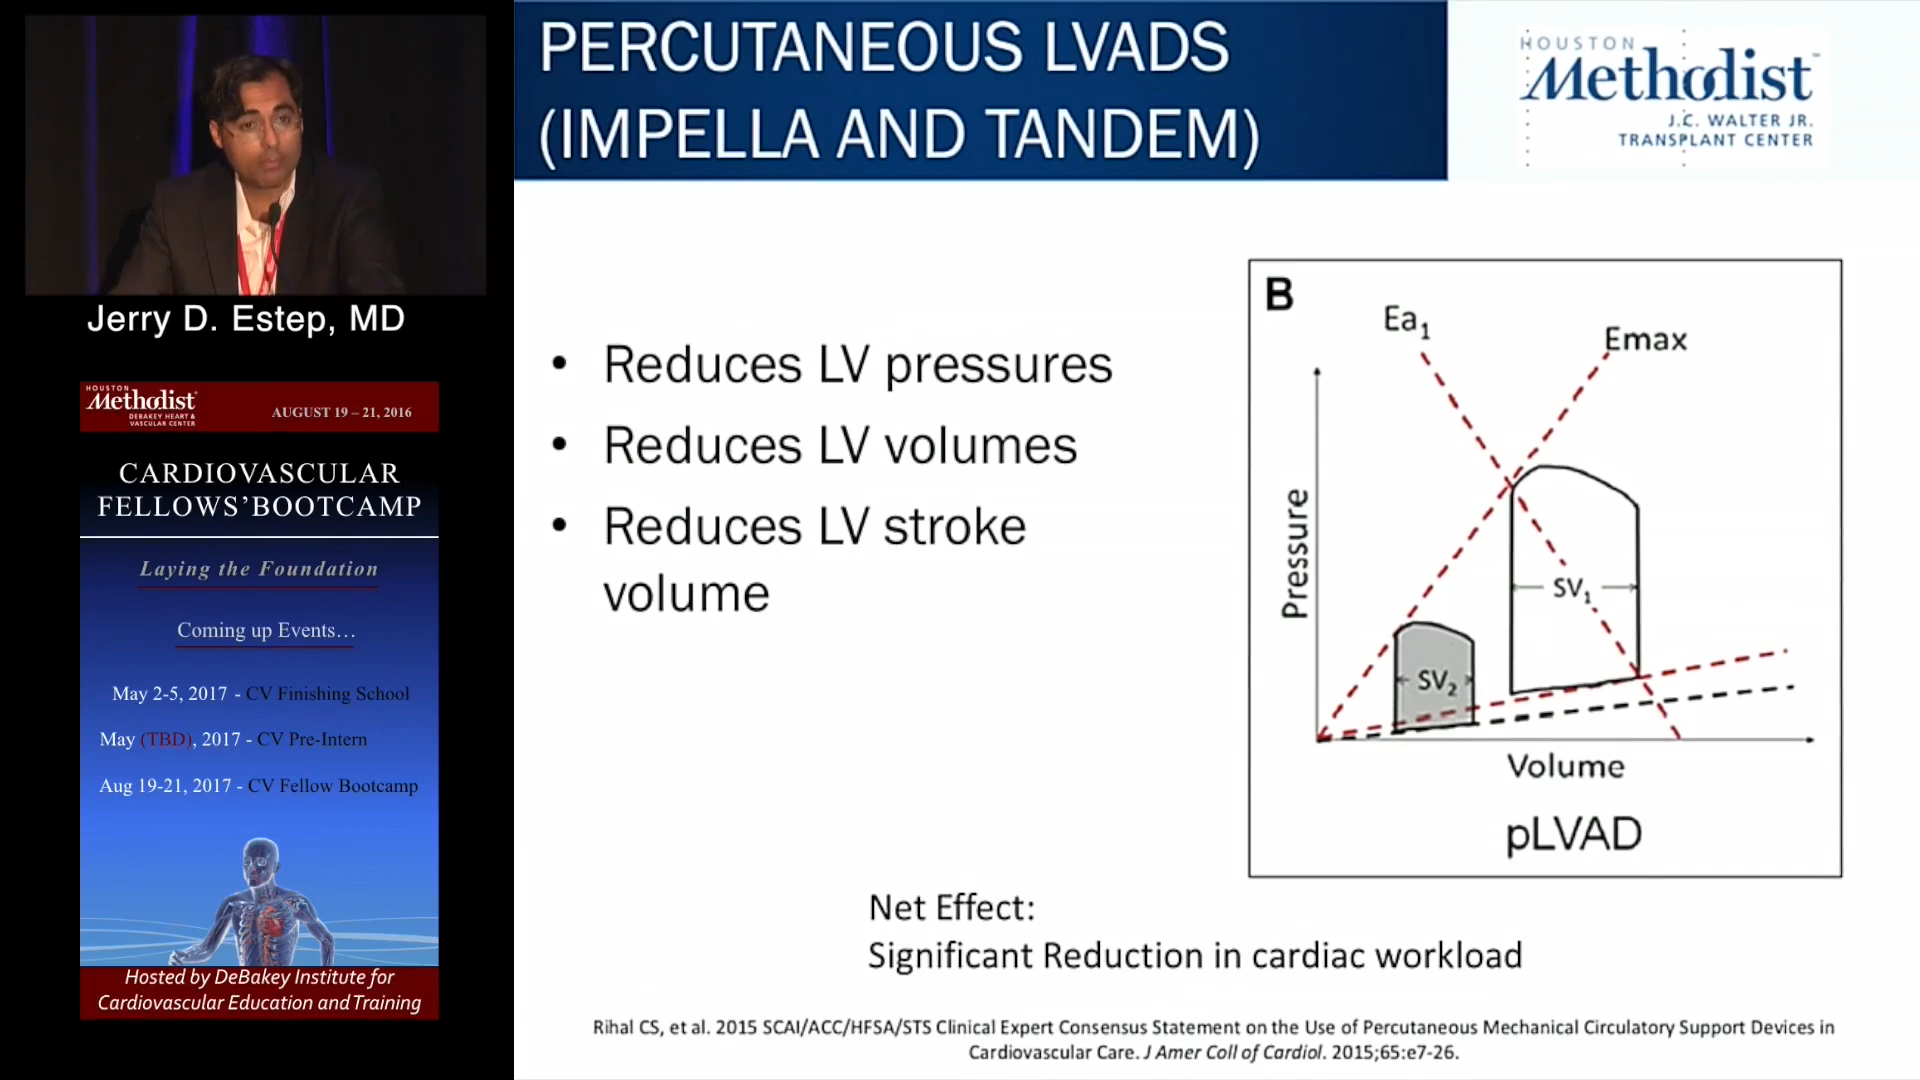 Jerry D. Estep, MD
HOUSTON
Methodist
DEBAKEY HEART &
VASCULAR CENTER
AUGUST 19 – 21, 2016
CARDIOVASCULAR
FELLOWS’BOOTCAMP
Laying the Foundation
Coming up Events…
May 2-5, 2017 - CV Finishing School
May (TBD), 2017 - CV Pre-Intern
Aug 19-21, 2017 - CV Fellow Bootcamp
Hosted by DeBakey Institute for
Cardiovascular Education and Training
PERCUTANEOUS LVADS
(IMPELLA AND TANDEM)
HOUSTON
Methodist
J.C. WALTER JR.
TRANSPLANT CENTER
• Reduces LV pressures
• Reduces LV volumes
• Reduces LV stroke
volume
B
Ea₁
Emax
Pressure
SV₁
SV₂
Volume
pLVAD
Net Effect:
Significant Reduction in cardiac workload
Rihal CS, et al. 2015 SCAI/ACC/HFSA/STS Clinical Expert Consensus Statement on the Use of Percutaneous Mechanical Circulatory Support Devices in
Cardiovascular Care. J Amer Coll of Cardiol. 2015;65:e7-26.